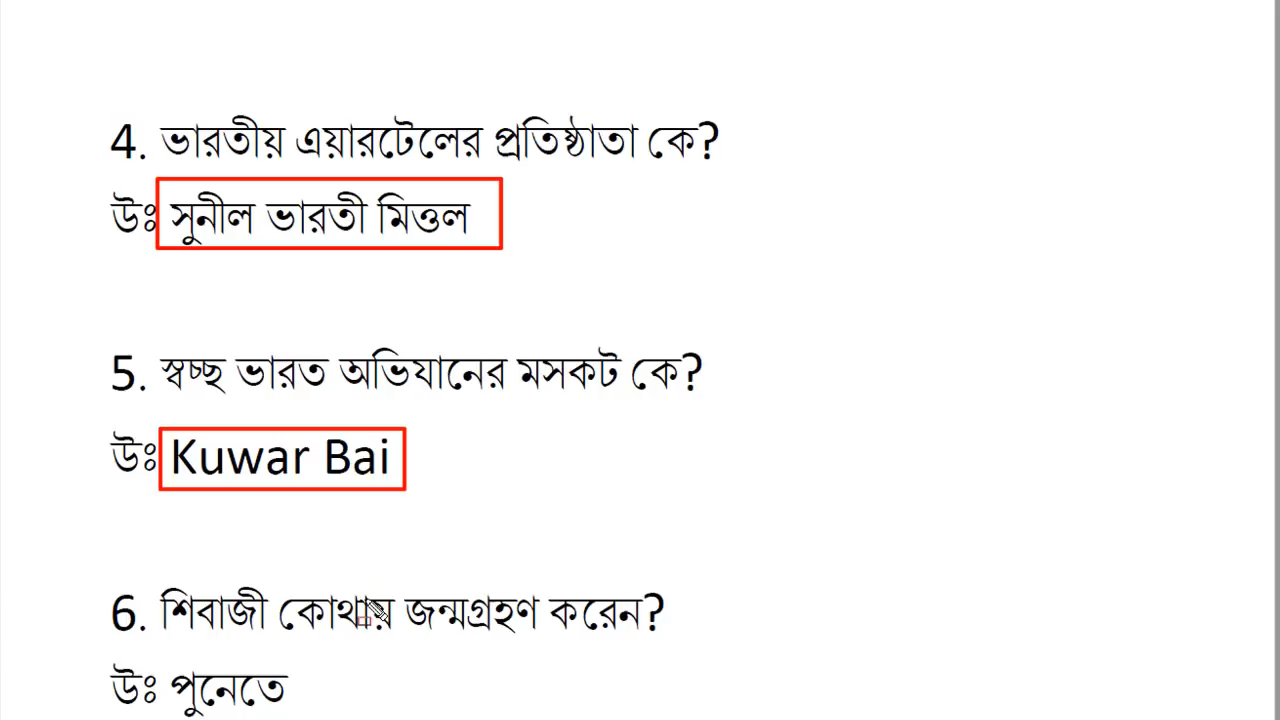 4. ভারতীয় এয়ারটেলের প্রতিষ্ঠাতা কে?
উঃ সুনীল ভারতী মিত্তল
5. স্বচ্ছ ভারত অভিযানের মসকট কে?
উঃ Kuwar Bai
6. শিবাজী কোথায় জন্মগ্রহণ করেন?
উঃ পুনেতে